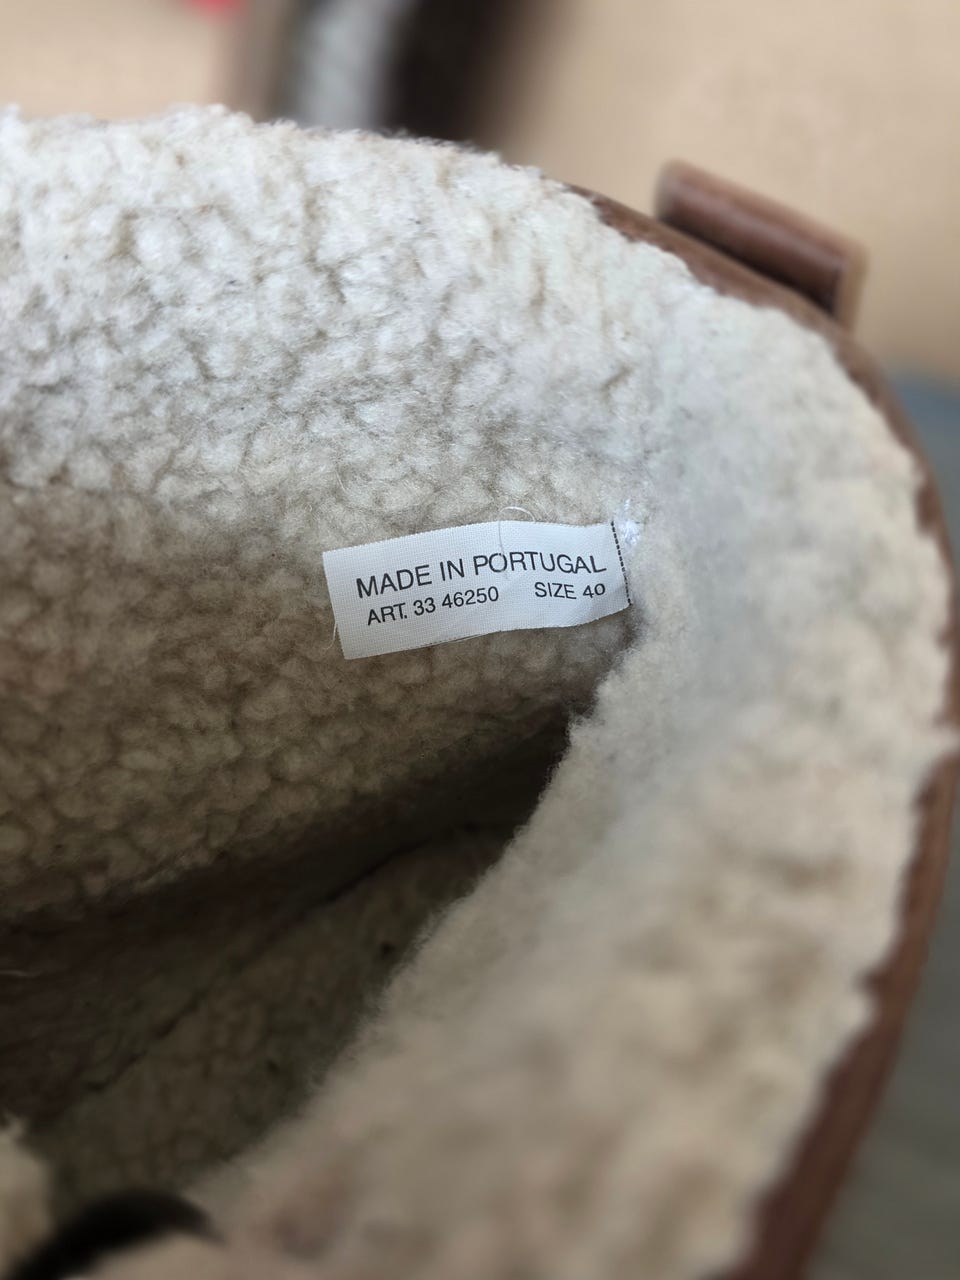 MADE IN PORTUGAL
ART. 33 46250 SIZE 40